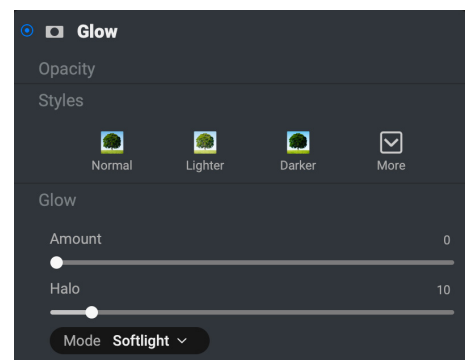 Glow
Opacity
Styles
Normal Lighter Darker More
Glow
Amount 0
Halo 10
Mode Softlight